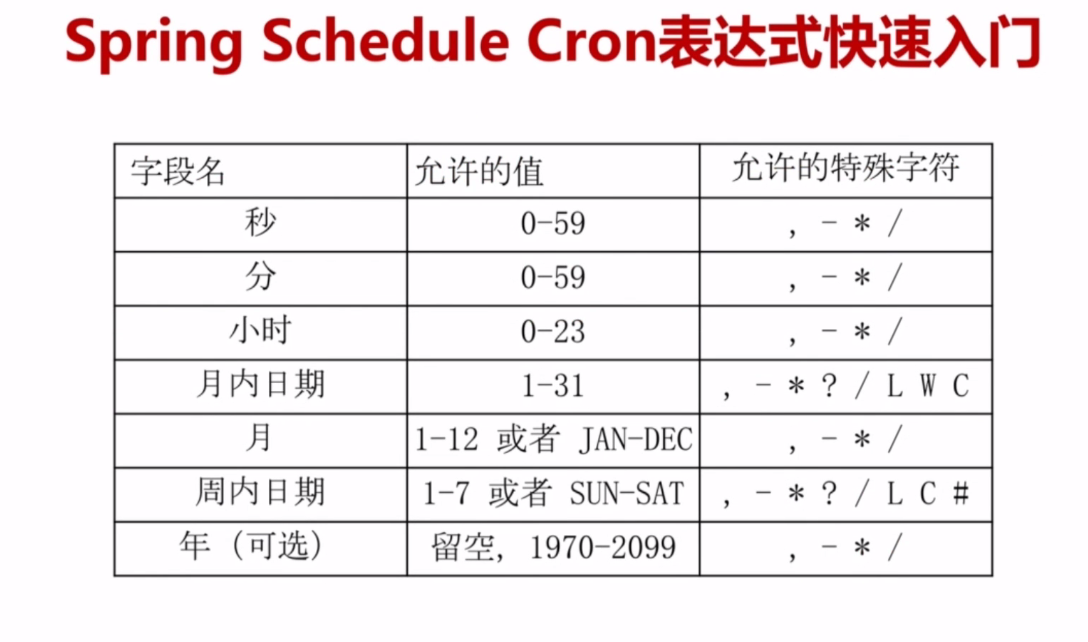 Spring Schedule Cron表达式快速入门
字段名 允许的值 允许的特殊字符
秒 0-59 , - * /
分 0-59 , - * /
小时 0-23 , - * /
月内日期 1-31 , - * ? / L W C
月 1-12 或者 JAN-DEC , - * /
周内日期 1-7 或者 SUN-SAT , - * ? / L C #
年（可选） 留空, 1970-2099 , - * /